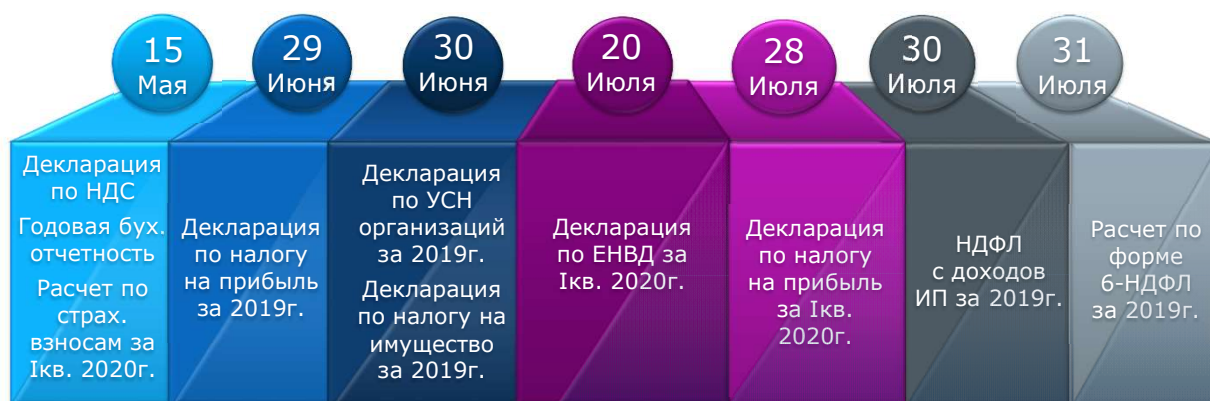 15
Мая
29
Июня
30
Июня
20
Июля
28
Июля
30
Июля
31
Июля
Декларация
по НДС
Годовая бух.
отчетность
Расчет по
страх.
взносам за
Iкв. 2020г.
Декларация
по налогу
на прибыль
за 2019г.
Декларация
по УСН
организаций
за 2019г.
Декларация
по налогу на
имущество
за 2019г.
Декларация
по ЕНВД за
Iкв. 2020г.
Декларация
по налогу
на прибыль
за Iкв.
2020г.
НДФЛ
с доходов
ИП за 2019г.
Расчет по
форме
6-НДФЛ
за 2019г.